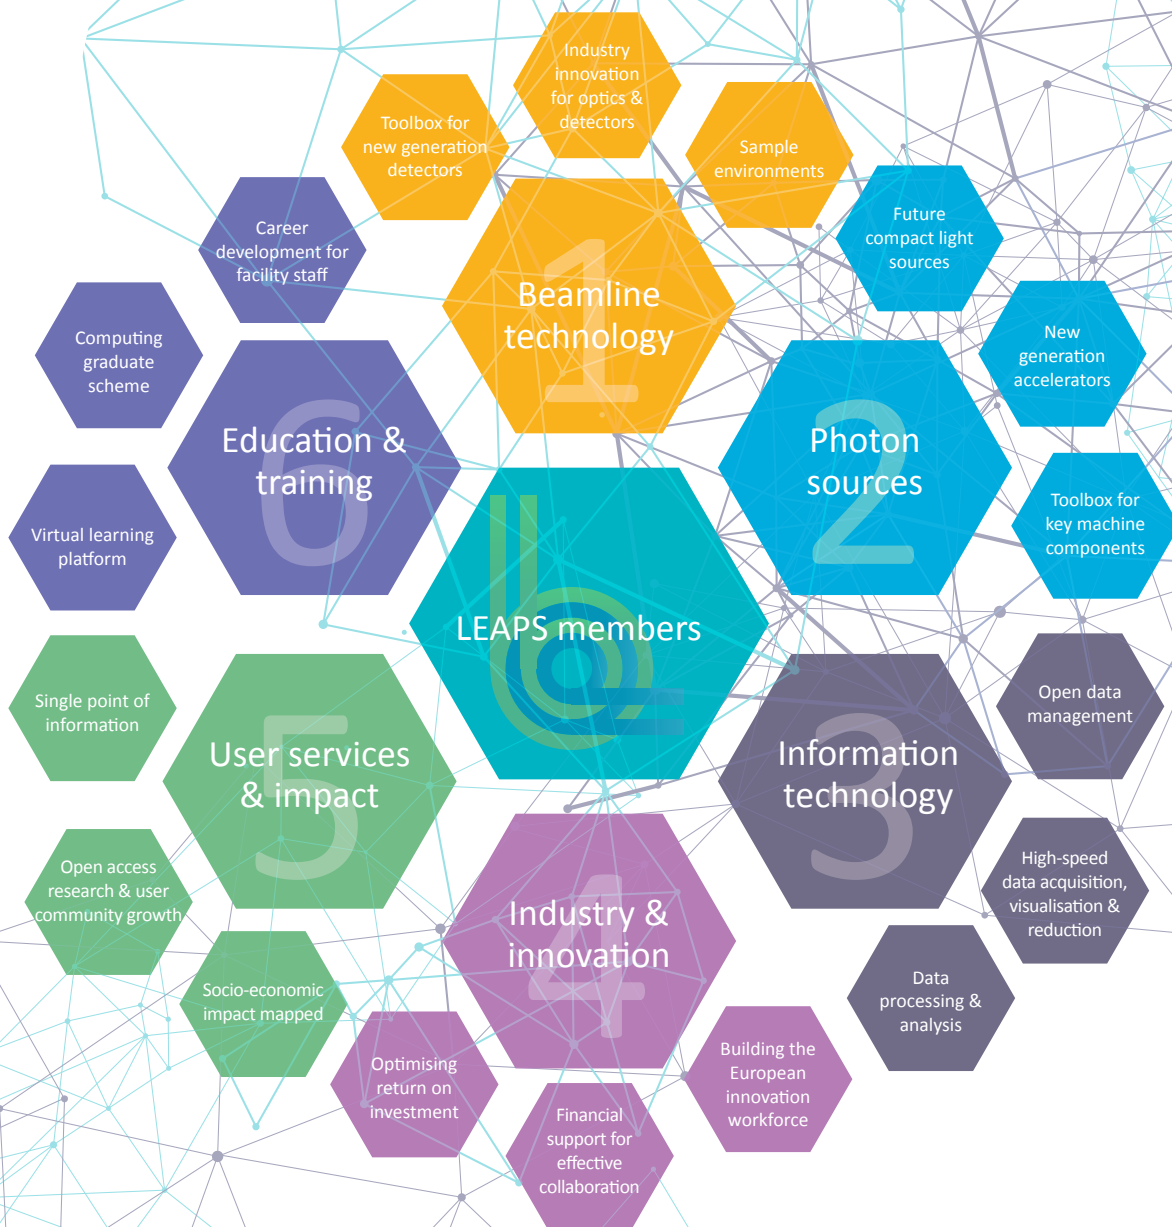 Industry
innovation
for optics &
detectors
Toolbox for
new generation
detectors
Sample
environments
1
Beamline
technology
Future
compact light
sources
New
generation
accelerators
Toolbox for
key machine
components
2
Photon
sources
Career
development for
facility staff
Computing
graduate
scheme
Virtual learning
platform
6
Education &
training
LEAPS members
Single point of
information
Open access
research & user
community growth
Socio-economic
impact mapped
5
User services
& impact
3
Information
technology
Open data
management
High-speed
data acquisition,
visualisation &
reduction
Data
processing &
analysis
4
Industry &
innovation
Optimising
return on
investment
Financial
support for
effective
collaboration
Building the
European
innovation
workforce